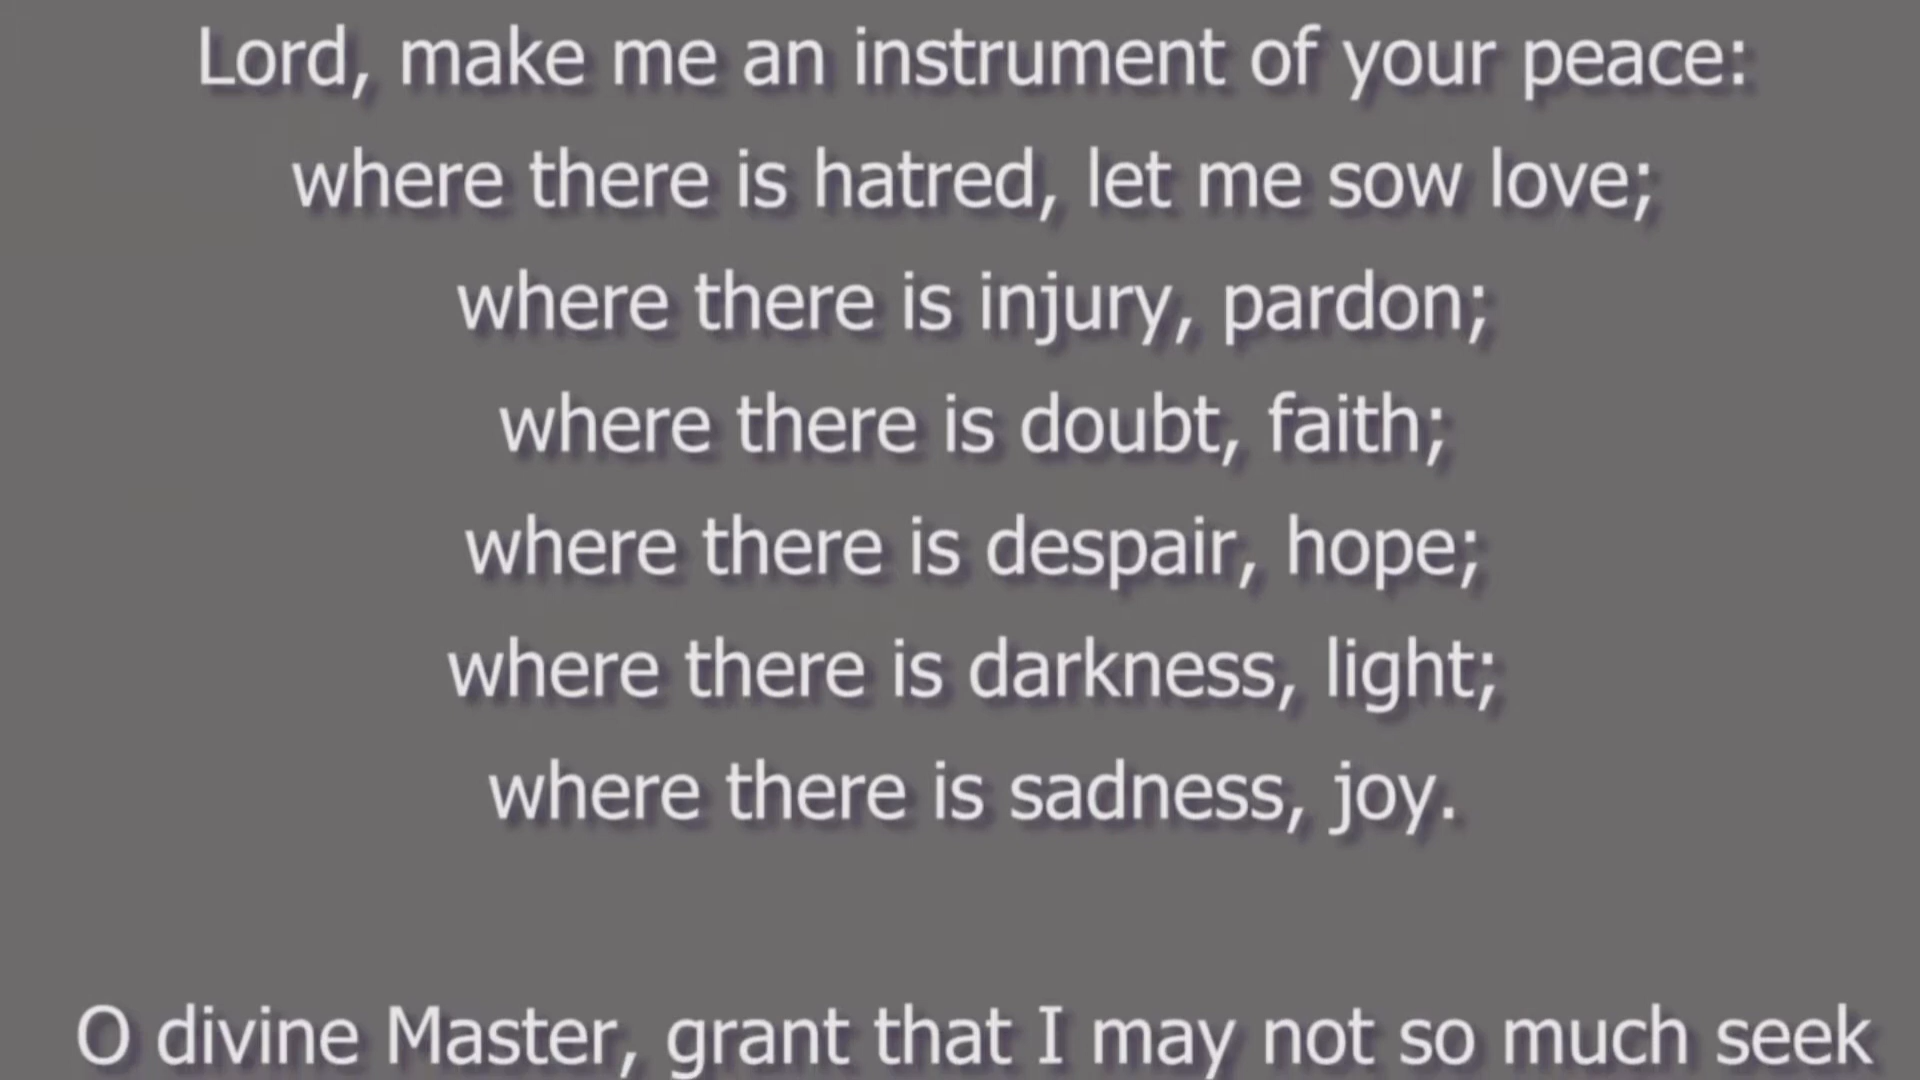 Lord, make me an instrument of your peace:
where there is hatred, let me sow love;
where there is injury, pardon;
where there is doubt, faith;
where there is despair, hope;
where there is darkness, light;
where there is sadness, joy.
O divine Master, grant that I may not so much seek